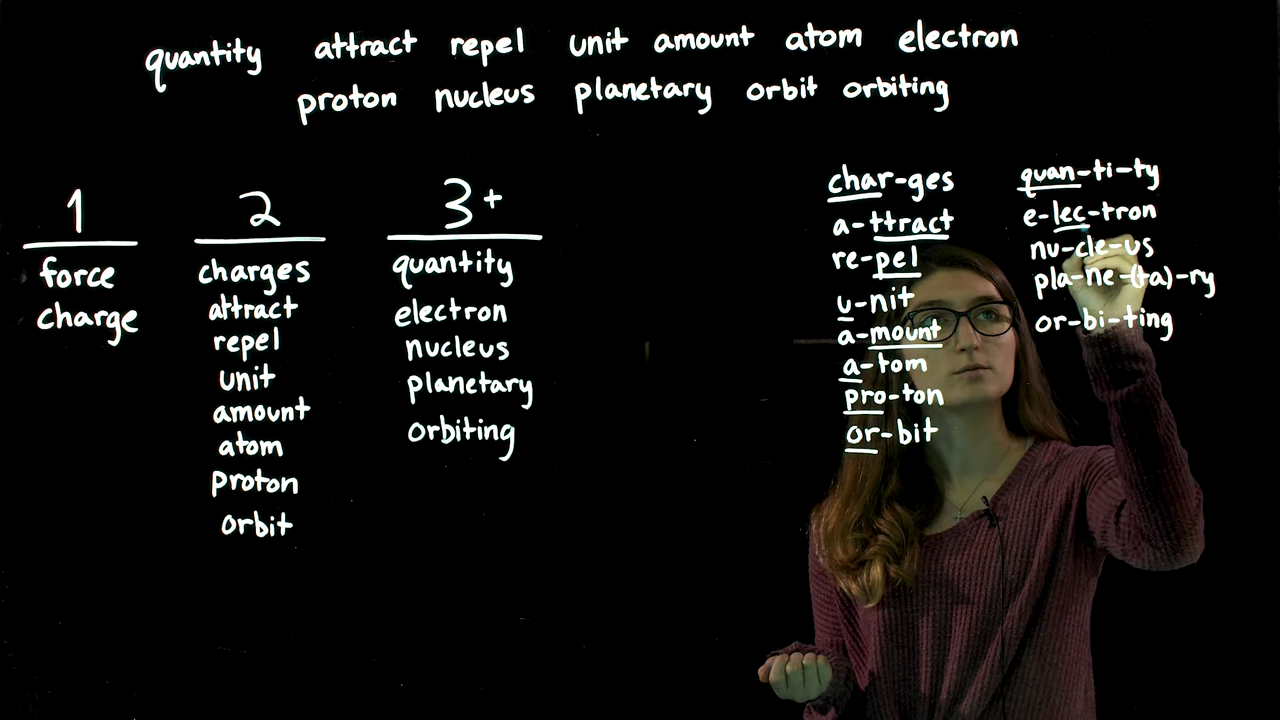 quantity attract repel unit amount atom electron
proton nucleus planetary orbit orbiting
1
force
charge
2
charges
attract
repel
unit
amount
atom
proton
orbit
3+
quantity
electron
nucleus
planetary
orbiting
char-ges
a-ttract
re-pel
u-nit
a-mount
a-tom
pro-ton
or-bit
quan-ti-ty
e-lec-tron
nu-cle-us
pla-ne-(ta)-ry
or-bi-ting